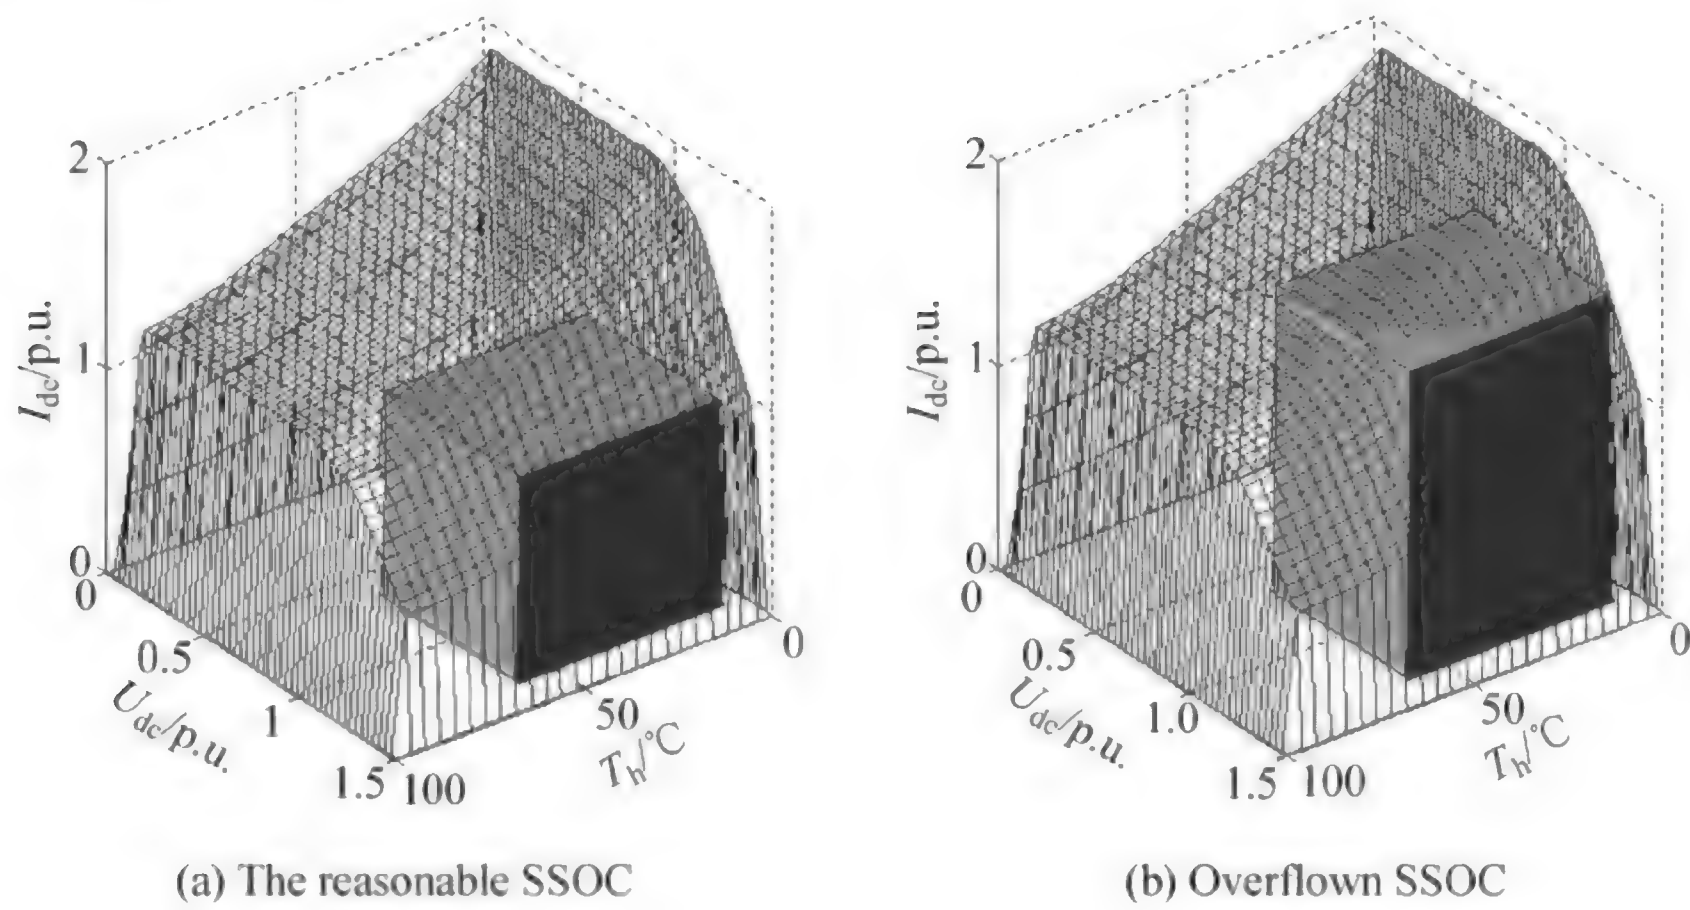 2
1
0
I_dc/p.u.
0
0.5
1
1.5
U_dc/p.u.
100
50
0
T_h/℃
(a) The reasonable SSOC
2
1
0
I_dc/p.u.
0
0.5
1.0
1.5
U_dc/p.u.
100
50
0
T_h/℃
(b) Overflown SSOC